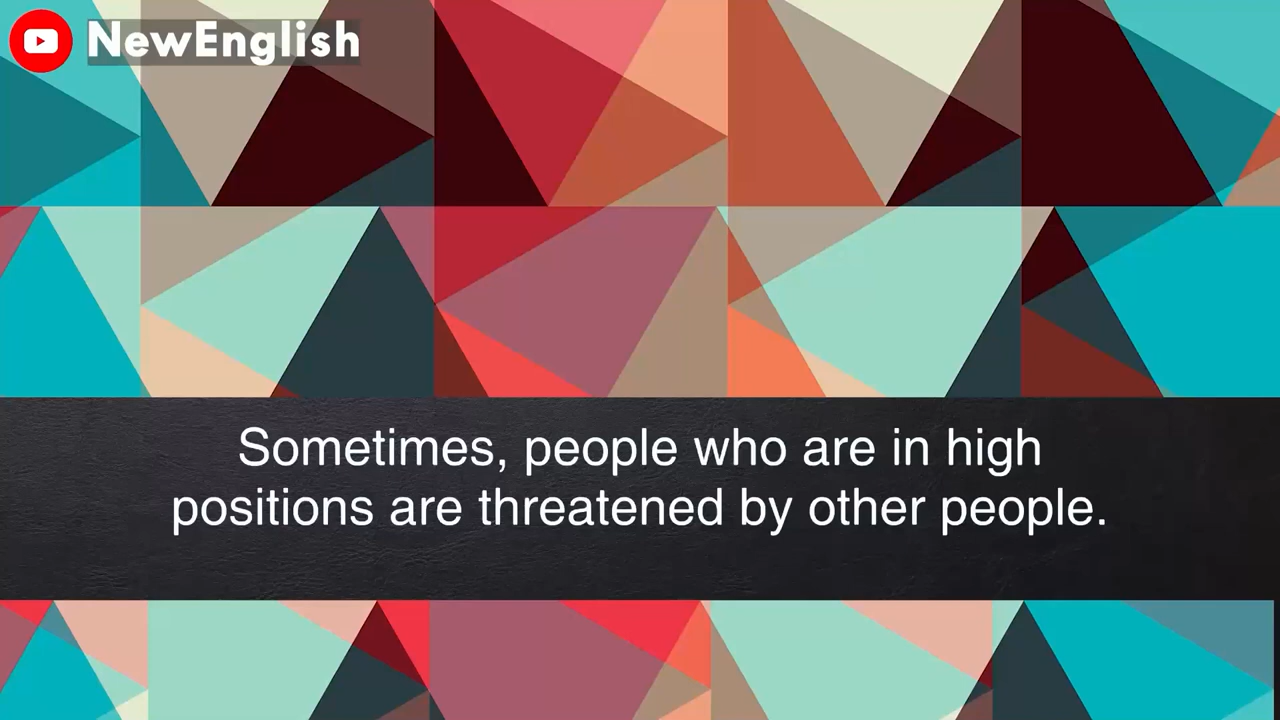 NewEnglish
Sometimes, people who are in high
positions are threatened by other people.